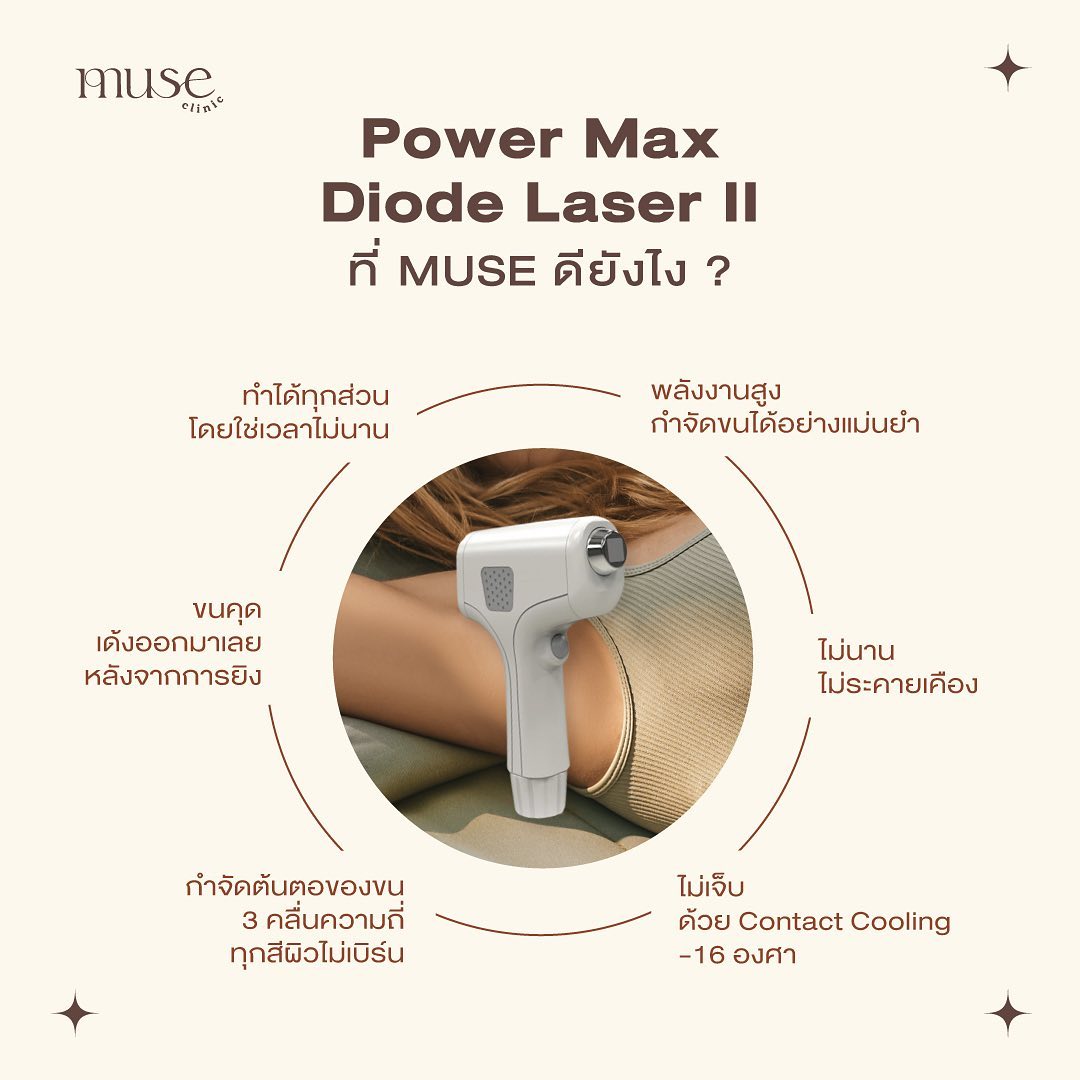 muse
clinic
Power Max
Diode Laser II
ที่ MUSE ดียังไง ?
ทำได้ทุกส่วน
โดยใช่เวลาไม่นาน
พลังงานสูง
กำจัดขนได้อย่างแม่นยำ
ขนคุด
เด้งออกมาเลย
หลังจากการยิง
ไม่นาน
ไม่ระคายเคือง
กำจัดต้นตอของขน
3 คลื่นความถี่
ทุกสีผิวไม่เบิร์น
ไม่เจ็บ
ด้วย Contact Cooling
-16 องศา